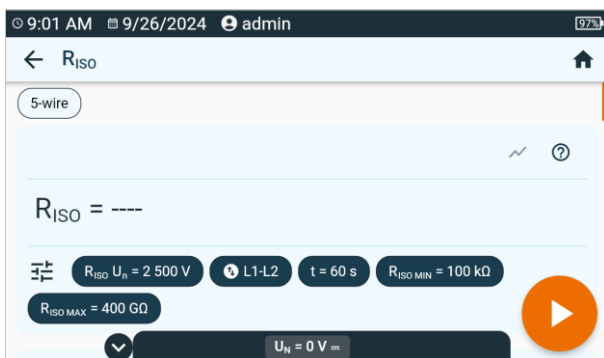 9:01 AM 9/26/2024 admin 97%
R_ISO
5-wire
R_ISO = ----
R_ISO U_n = 2 500 V L1-L2 t = 60 s R_ISO MIN = 100 kΩ
R_ISO MAX = 400 GΩ
U_N = 0 V ⎓